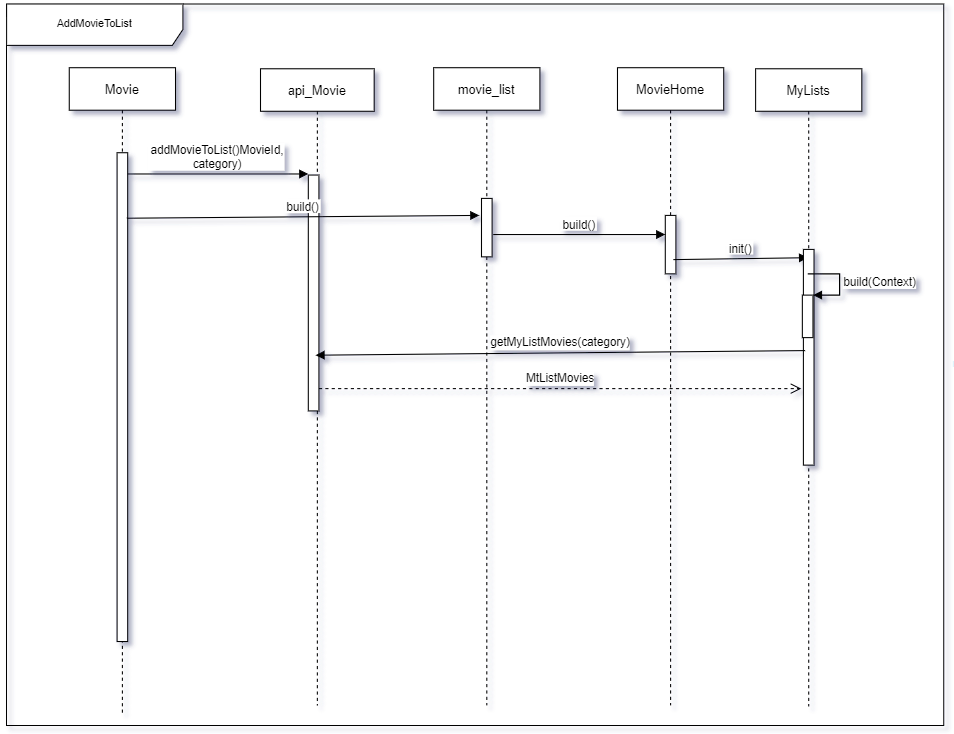 AddMovieToList
Movie
api_Movie
movie_list
MovieHome
MyLists
addMovieToList()MovieId,
category)
build()
build()
init()
build(Context)
getMyListMovies(category)
MtListMovies